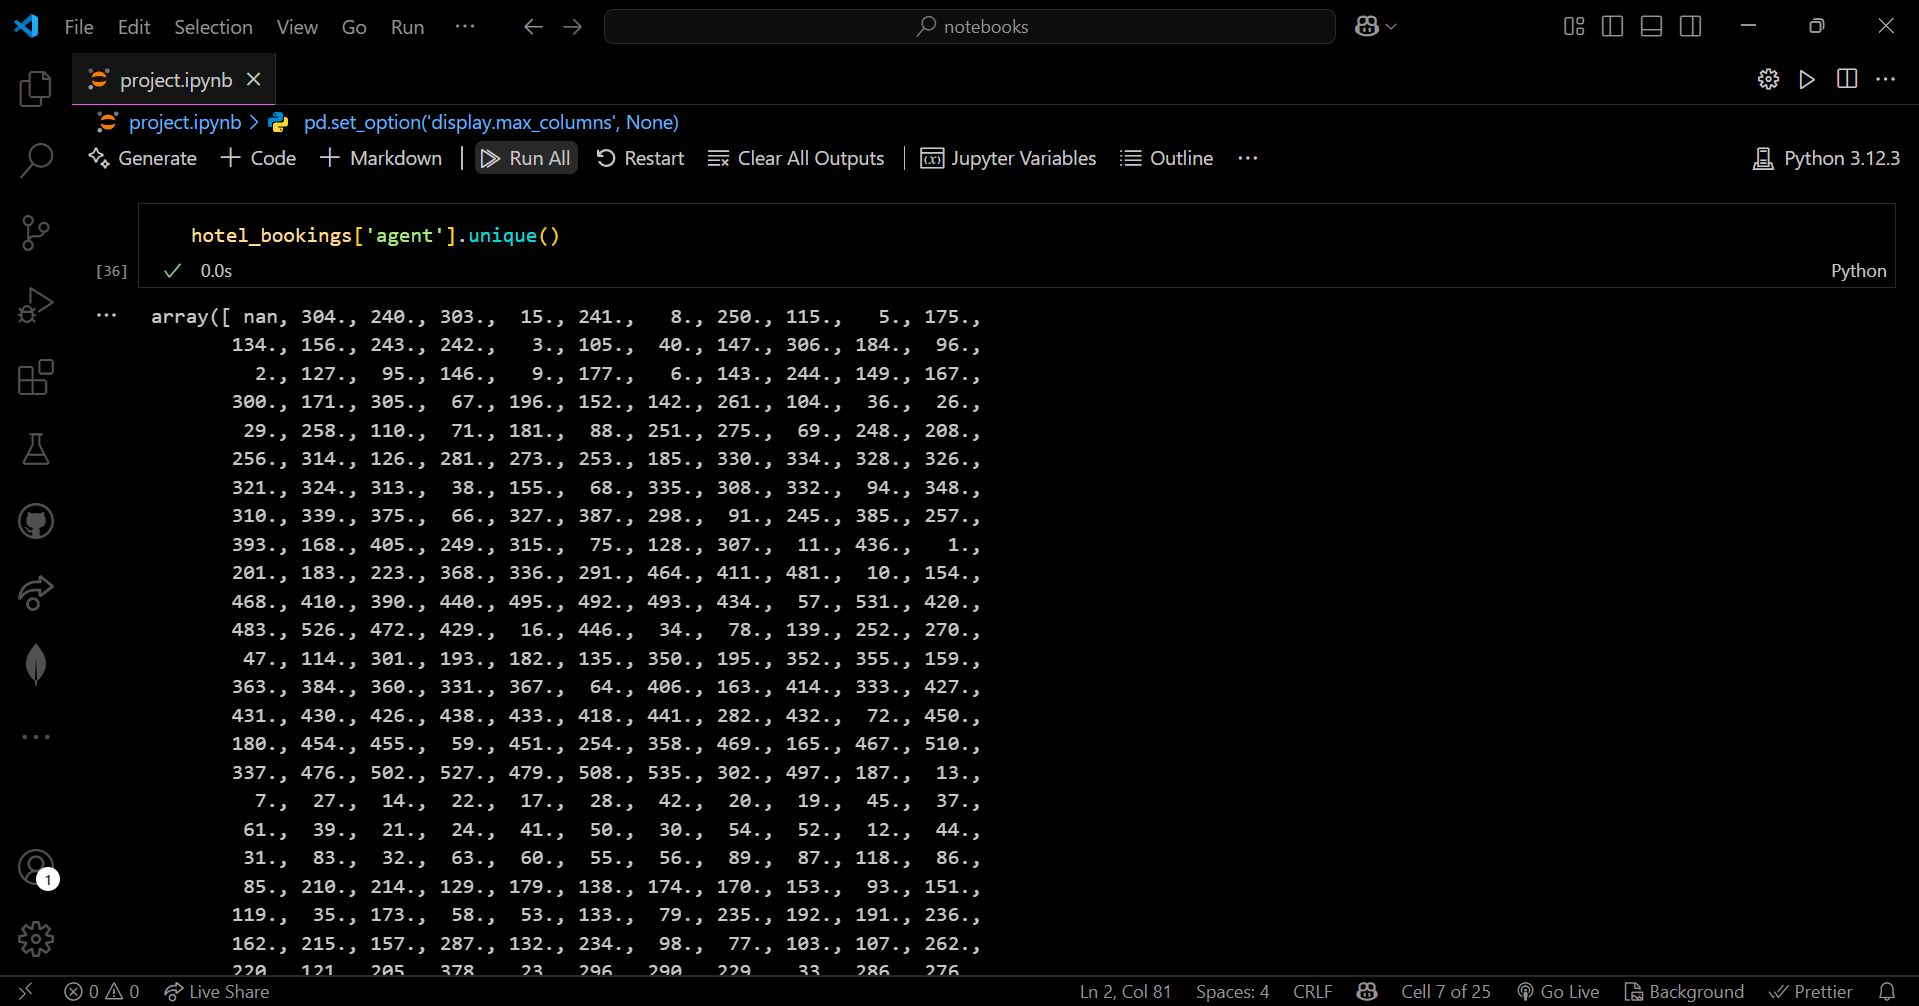 File Edit Selection View Go Run ··· notebooks
project.ipynb
project.ipynb > pd.set_option('display.max_columns', None)
Generate + Code + Markdown | Run All Restart Clear All Outputs | Jupyter Variables Outline ··· Python 3.12.3
hotel_bookings['agent'].unique()
[36] ✓ 0.0s Python
··· array([ nan, 304., 240., 303., 15., 241., 8., 250., 115., 5., 175.,
134., 156., 243., 242., 3., 105., 40., 147., 306., 184., 96.,
2., 127., 95., 146., 9., 177., 6., 143., 244., 149., 167.,
300., 171., 305., 67., 196., 152., 142., 261., 104., 36., 26.,
29., 258., 110., 71., 181., 88., 251., 275., 69., 248., 208.,
256., 314., 126., 281., 273., 253., 185., 330., 334., 328., 326.,
321., 324., 313., 38., 155., 68., 335., 308., 332., 94., 348.,
310., 339., 375., 66., 327., 387., 298., 91., 245., 385., 257.,
393., 168., 405., 249., 315., 75., 128., 307., 11., 436., 1.,
201., 183., 223., 368., 336., 291., 464., 411., 481., 10., 154.,
468., 410., 390., 440., 495., 492., 493., 434., 57., 531., 420.,
483., 526., 472., 429., 16., 446., 34., 78., 139., 252., 270.,
47., 114., 301., 193., 182., 135., 350., 195., 352., 355., 159.,
363., 384., 360., 331., 367., 64., 406., 163., 414., 333., 427.,
431., 430., 426., 438., 433., 418., 441., 282., 432., 72., 450.,
180., 454., 455., 59., 451., 254., 358., 469., 165., 467., 510.,
337., 476., 502., 527., 479., 508., 535., 302., 497., 187., 13.,
7., 27., 14., 22., 17., 28., 42., 20., 19., 45., 37.,
61., 39., 21., 24., 41., 50., 30., 54., 52., 12., 44.,
31., 83., 32., 63., 60., 55., 56., 89., 87., 118., 86.,
85., 210., 214., 129., 179., 138., 174., 170., 153., 93., 151.,
119., 35., 173., 58., 53., 133., 79., 235., 192., 191., 236.,
162., 215., 157., 287., 132., 234., 98., 77., 103., 107., 262.,
220 121 205 378 23 296 290 229 33 286 276
1
0 0 Live Share Ln 2, Col 81 Spaces: 4 CRLF Cell 7 of 25 Go Live Background Prettier